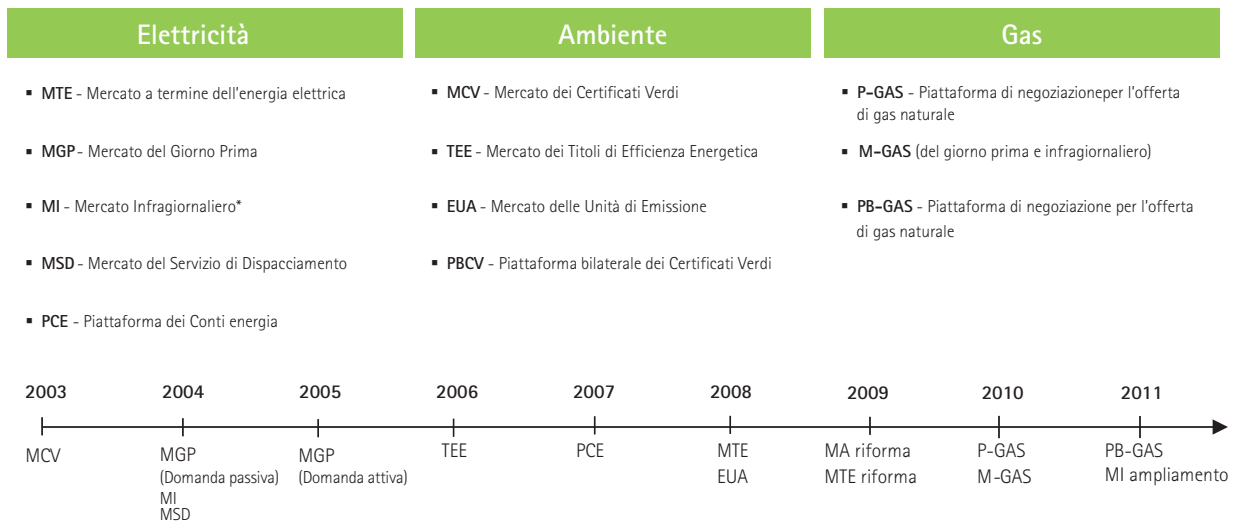 Elettricità
▪ MTE - Mercato a termine dell'energia elettrica
▪ MGP - Mercato del Giorno Prima
▪ MI - Mercato Infragiornaliero*
▪ MSD - Mercato del Servizio di Dispacciamento
▪ PCE - Piattaforma dei Conti energia
Ambiente
▪ MCV - Mercato dei Certificati Verdi
▪ TEE - Mercato dei Titoli di Efficienza Energetica
▪ EUA - Mercato delle Unità di Emissione
▪ PBCV - Piattaforma bilaterale dei Certificati Verdi
Gas
▪ P-GAS - Piattaforma di negoziazioneper l'offerta
di gas naturale
▪ M-GAS (del giorno prima e infragiornaliero)
▪ PB-GAS - Piattaforma di negoziazione per l'offerta
di gas naturale
2003 2004 2005 2006 2007 2008 2009 2010 2011
MCV
MGP
(Domanda passiva)
MI
MSD
MGP
(Domanda attiva)
TEE
PCE
MTE
EUA
MA riforma
MTE riforma
P-GAS
M-GAS
PB-GAS
MI ampliamento